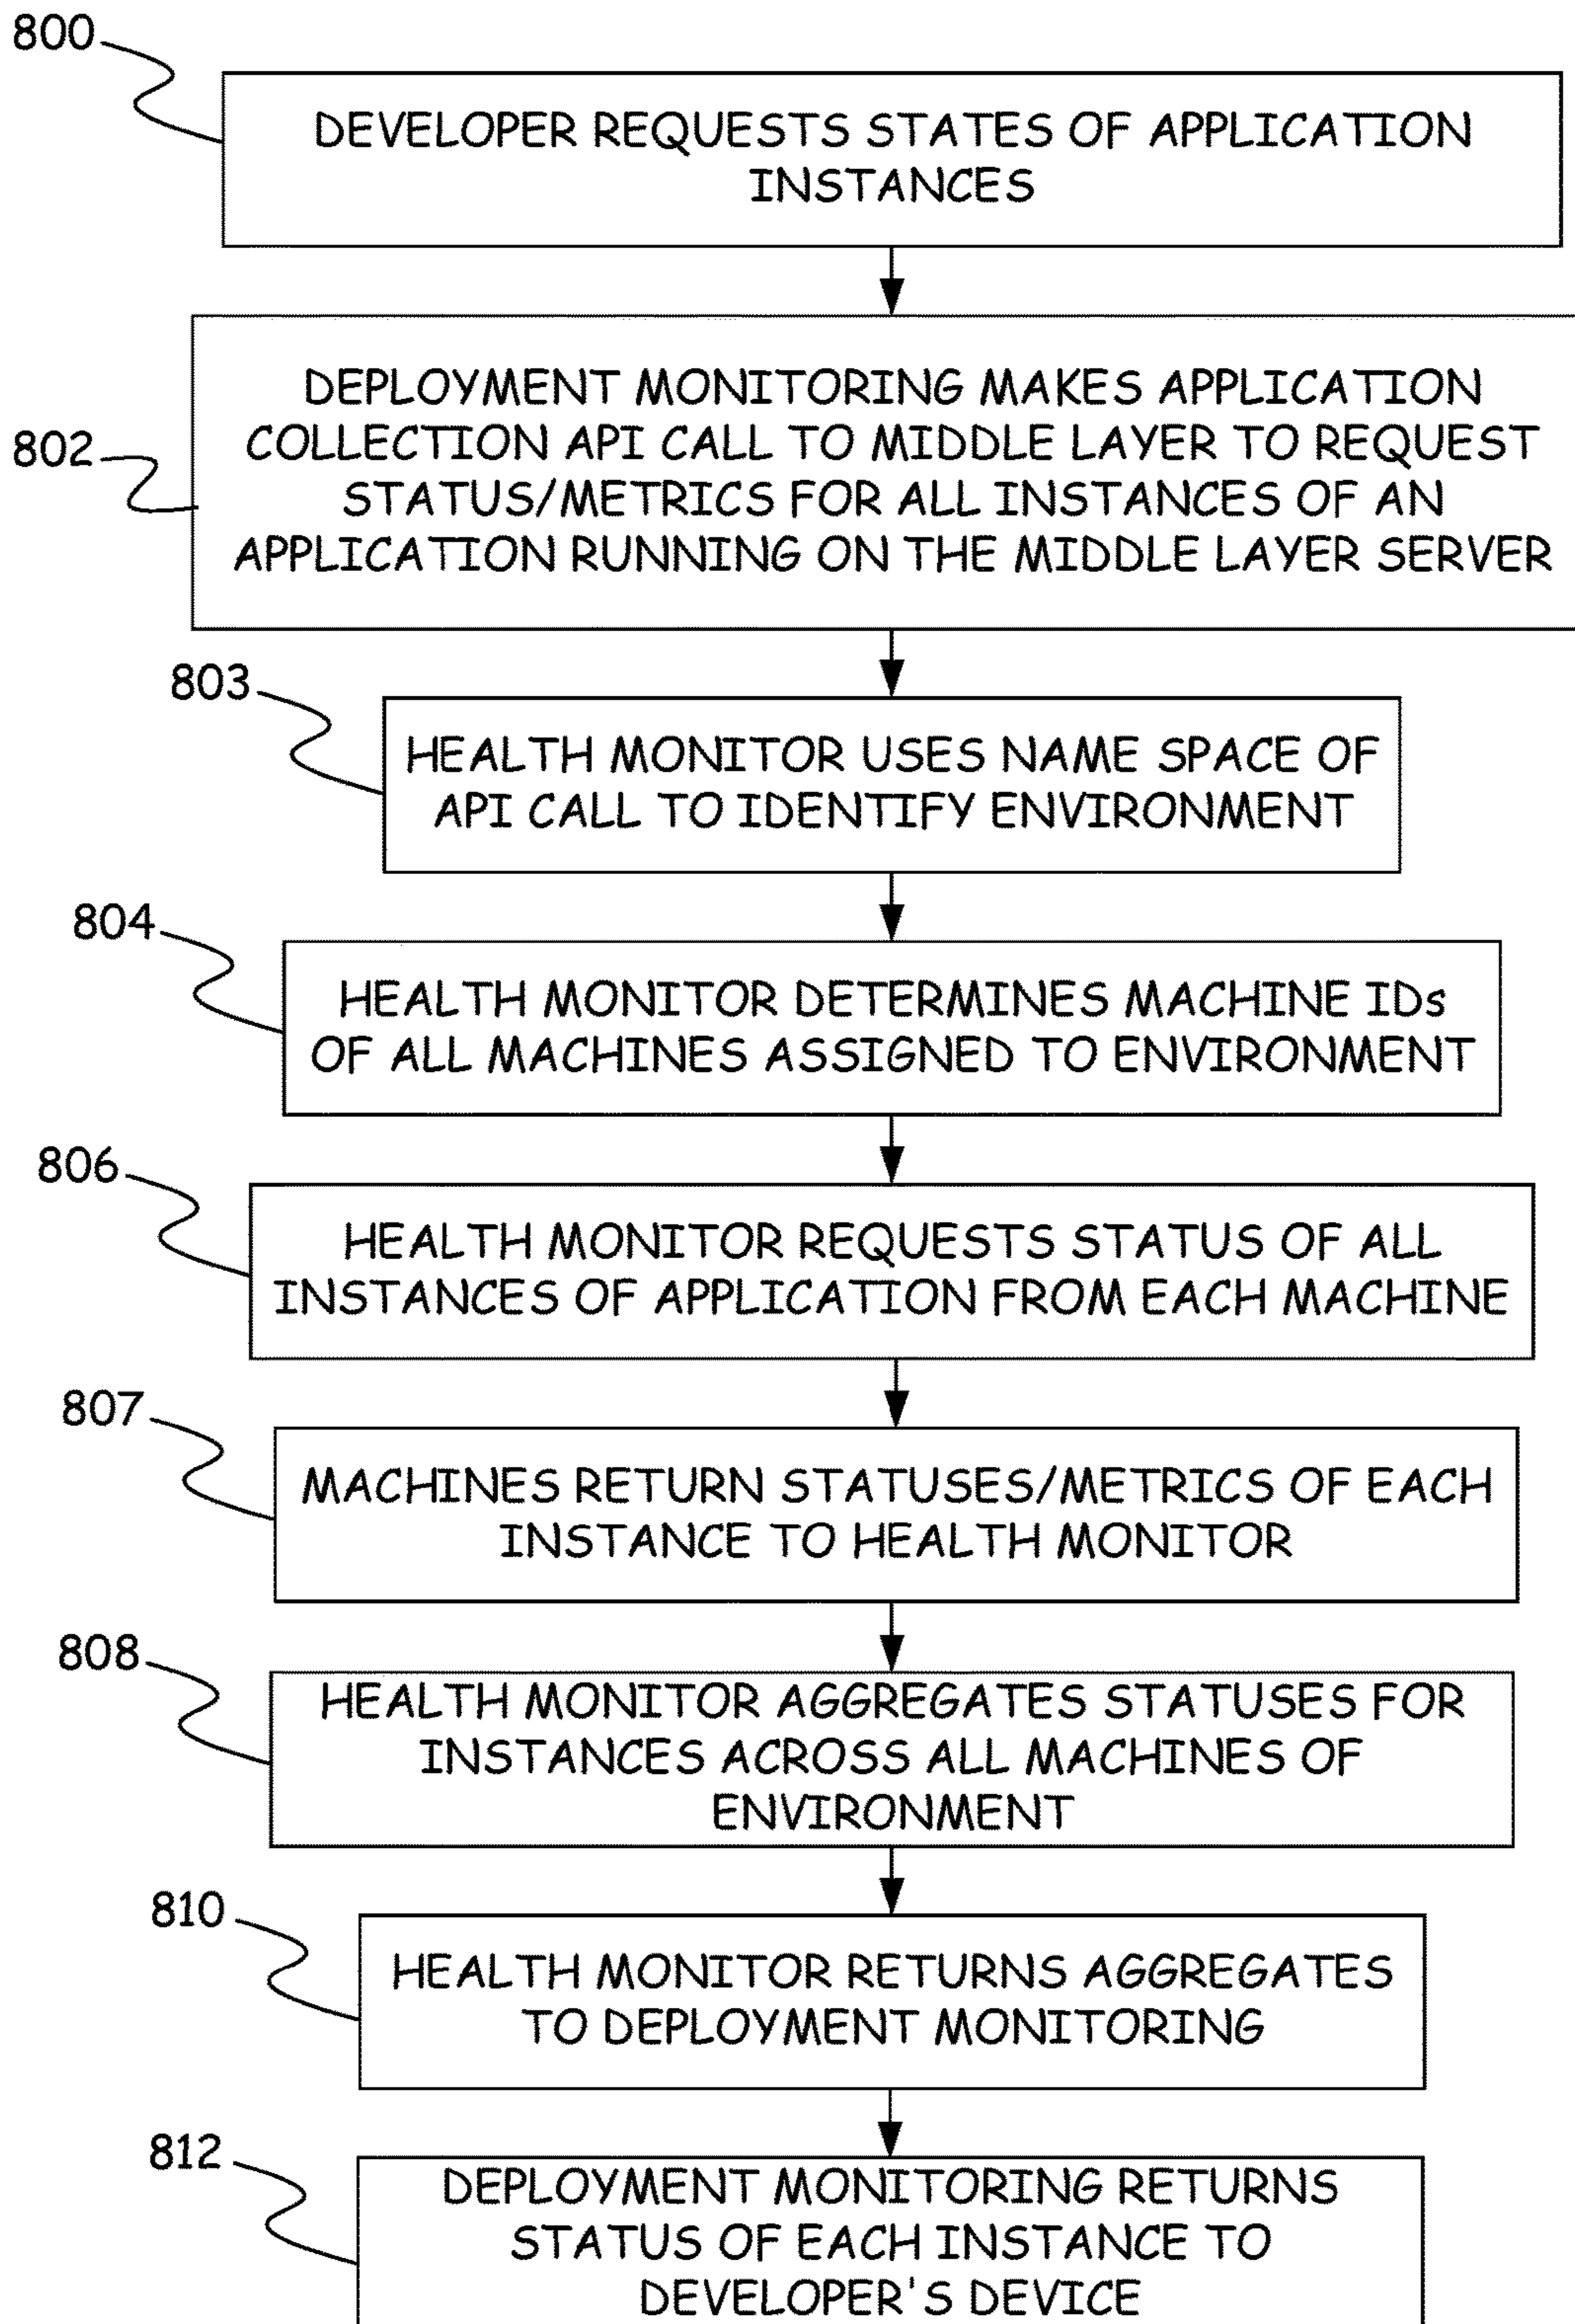 800
DEVELOPER REQUESTS STATES OF APPLICATION
INSTANCES
802
DEPLOYMENT MONITORING MAKES APPLICATION
COLLECTION API CALL TO MIDDLE LAYER TO REQUEST
STATUS/METRICS FOR ALL INSTANCES OF AN
APPLICATION RUNNING ON THE MIDDLE LAYER SERVER
803
HEALTH MONITOR USES NAME SPACE OF
API CALL TO IDENTIFY ENVIRONMENT
804
HEALTH MONITOR DETERMINES MACHINE IDs
OF ALL MACHINES ASSIGNED TO ENVIRONMENT
806
HEALTH MONITOR REQUESTS STATUS OF ALL
INSTANCES OF APPLICATION FROM EACH MACHINE
807
MACHINES RETURN STATUSES/METRICS OF EACH
INSTANCE TO HEALTH MONITOR
808
HEALTH MONITOR AGGREGATES STATUSES FOR
INSTANCES ACROSS ALL MACHINES OF
ENVIRONMENT
810
HEALTH MONITOR RETURNS AGGREGATES
TO DEPLOYMENT MONITORING
812
DEPLOYMENT MONITORING RETURNS
STATUS OF EACH INSTANCE TO
DEVELOPER'S DEVICE